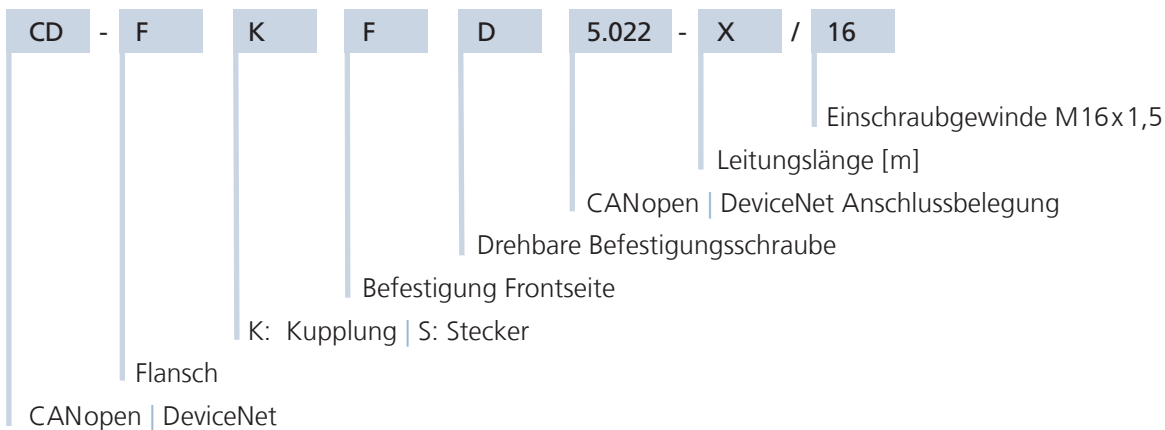 CD - F K F D 5.022 - X / 16
Einschraubgewinde M16x1,5
Leitungslänge [m]
CANopen | DeviceNet Anschlussbelegung
Drehbare Befestigungsschraube
Befestigung Frontseite
K: Kupplung | S: Stecker
Flansch
CANopen | DeviceNet